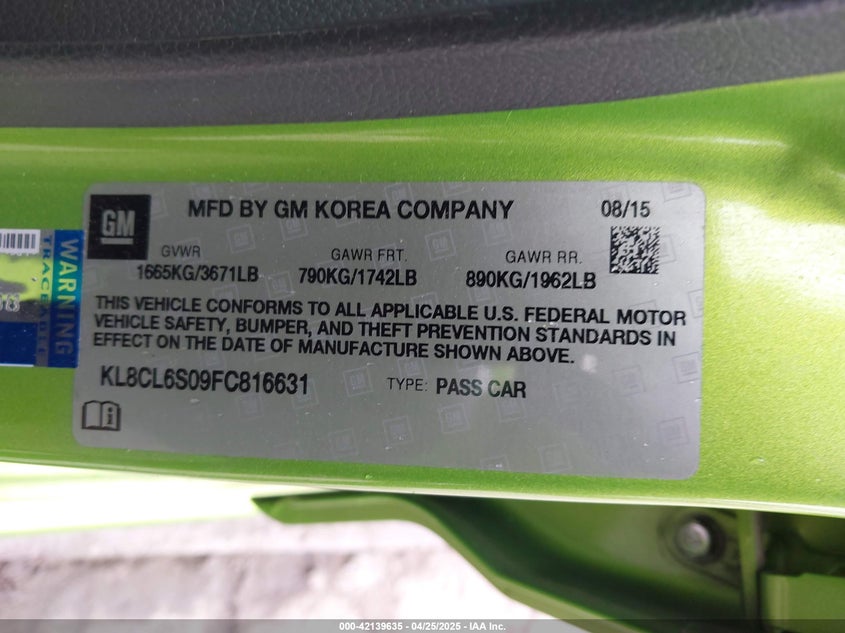 GM
MFD BY GM KOREA COMPANY 08/15
GVWR GAWR FRT. GAWR RR.
1665KG/3671LB 790KG/1742LB 890KG/1962LB
THIS VEHICLE CONFORMS TO ALL APPLICABLE U.S. FEDERAL MOTOR
VEHICLE SAFETY, BUMPER, AND THEFT PREVENTION STANDARDS IN
EFFECT ON THE DATE OF MANUFACTURE SHOWN ABOVE.
KL8CL6S09FC816631 TYPE: PASS CAR
WARNING
TRACEABLE
000-42139635 - 04/25/2025 - IAA Inc.